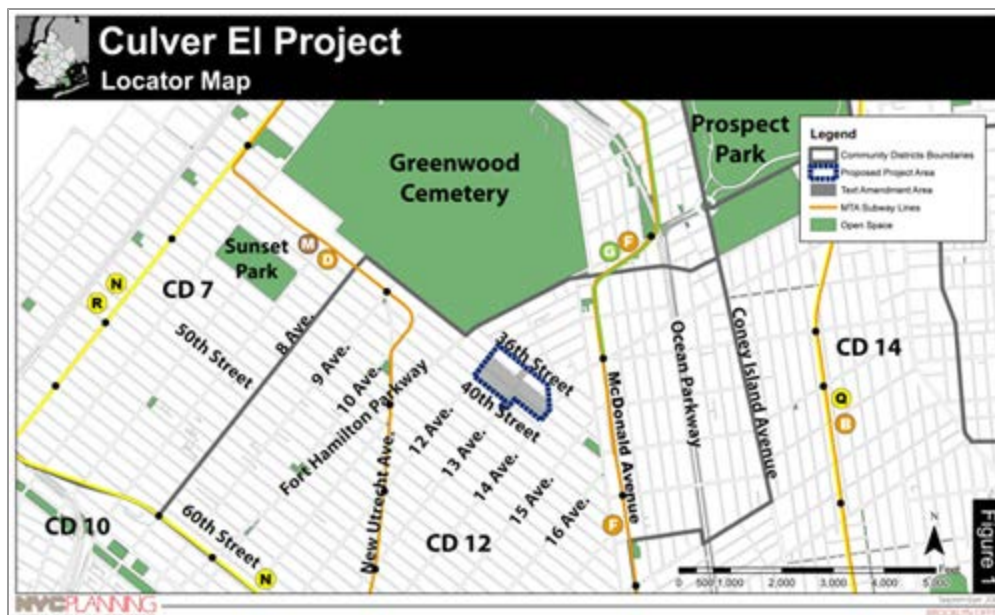 Culver El Project
Locator Map
Greenwood
Cemetery
Prospect
Park
Legend
Community Districts Boundaries
Proposed Project Area
Text Amendment Area
MTA Subway Lines
Open Space
Sunset
Park
M
D
G
F
N
R
CD 7
50th Street
8 Ave.
9 Ave.
10 Ave.
Fort Hamilton Parkway
36th Street
40th Street
12 Ave.
13 Ave.
14 Ave.
15 Ave.
16 Ave.
New Utrecht Ave.
McDonald Avenue
Ocean Parkway
Coney Island Avenue
CD 14
Q
B
F
CD 10
60th Street
N
CD 12
N
Feet
0 500 1,000 2,000 3,000 4,000 5,000
Figure 1
NYCPLANNING